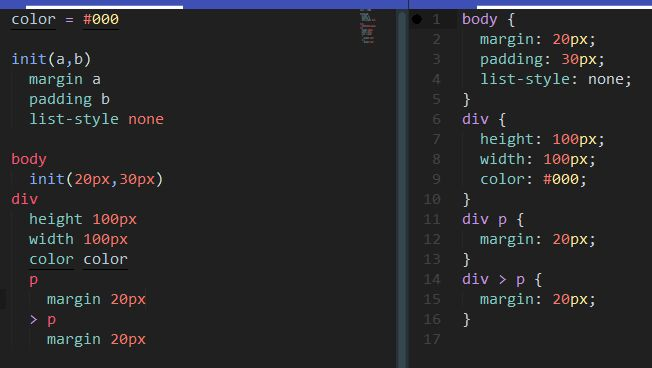 color = #000

init(a,b)
  margin a
  padding b
  list-style none

body
  init(20px,30px)
div
  height 100px
  width 100px
  color color
  p
    margin 20px
  > p
    margin 20px

1 body {
2   margin: 20px;
3   padding: 30px;
4   list-style: none;
5 }
6 div {
7   height: 100px;
8   width: 100px;
9   color: #000;
10 }
11 div p {
12   margin: 20px;
13 }
14 div > p {
15   margin: 20px;
16 }
17